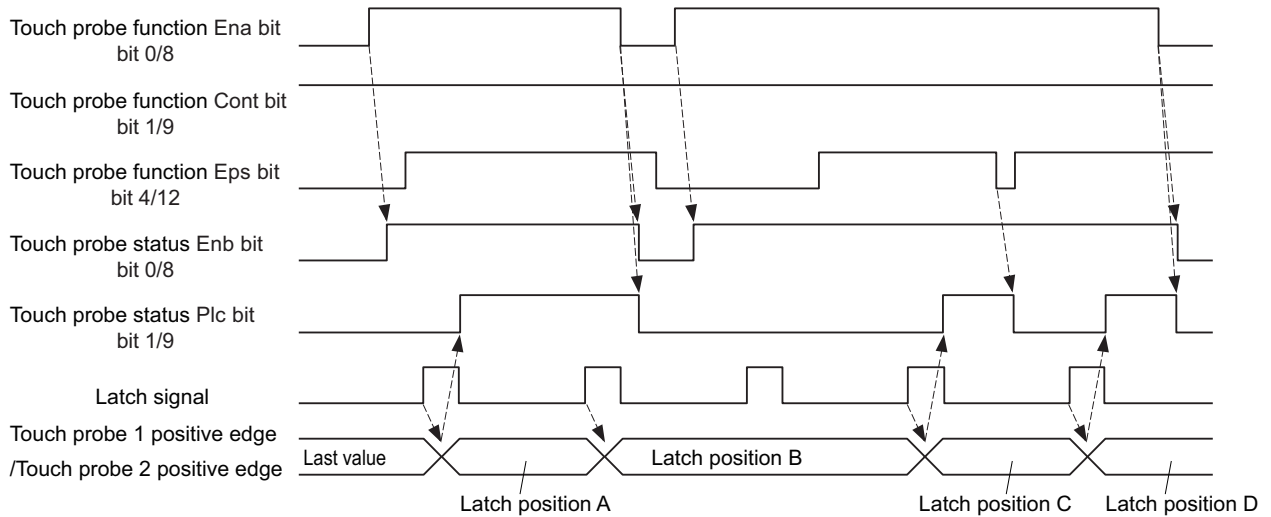 Touch probe function Ena bit
bit 0/8
Touch probe function Cont bit
bit 1/9
Touch probe function Eps bit
bit 4/12
Touch probe status Enb bit
bit 0/8
Touch probe status Plc bit
bit 1/9
Latch signal
Touch probe 1 positive edge
/Touch probe 2 positive edge
Last value
Latch position B
Latch position A
Latch position C
Latch position D